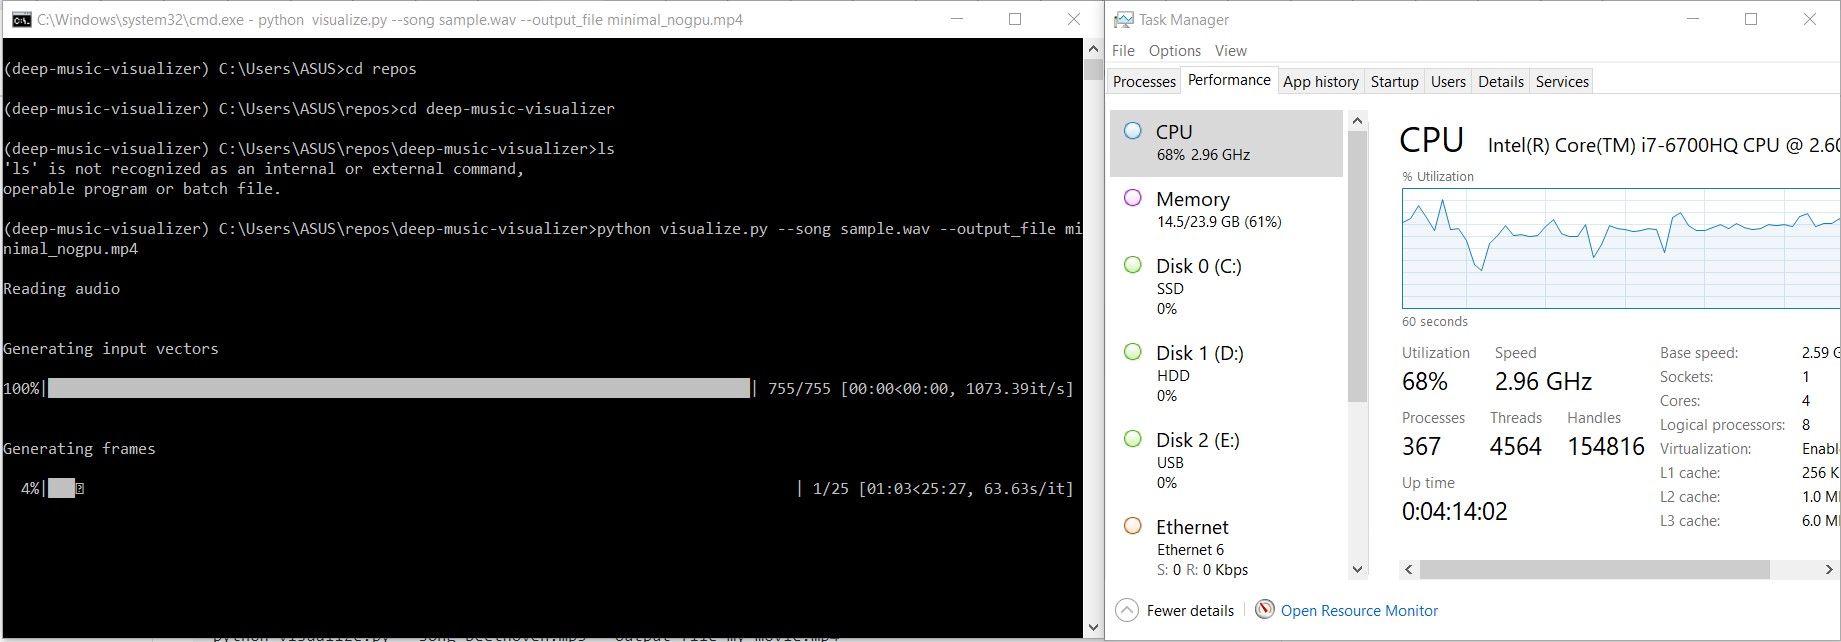 C:\Windows\system32\cmd.exe - python  visualize.py --song sample.wav --output_file minimal_nogpu.mp4
(deep-music-visualizer) C:\Users\ASUS>cd repos
(deep-music-visualizer) C:\Users\ASUS\repos>cd deep-music-visualizer
(deep-music-visualizer) C:\Users\ASUS\repos\deep-music-visualizer>ls
'ls' is not recognized as an internal or external command,
operable program or batch file.
(deep-music-visualizer) C:\Users\ASUS\repos\deep-music-visualizer>python visualize.py --song sample.wav --output_file mi
nimal_nogpu.mp4
Reading audio
Generating input vectors
100%| | 755/755 [00:00<00:00, 1073.39it/s]
Generating frames
4%| | 1/25 [01:03<25:27, 63.63s/it]
Task Manager
File Options View
Processes Performance App history Startup Users Details Services
CPU
68% 2.96 GHz
Memory
14.5/23.9 GB (61%)
Disk 0 (C:)
SSD
0%
Disk 1 (D:)
HDD
0%
Disk 2 (E:)
USB
0%
Ethernet
Ethernet 6
S: 0 R: 0 Kbps
CPU Intel(R) Core(TM) i7-6700HQ CPU @ 2.60
% Utilization
60 seconds
Utilization Speed
68% 2.96 GHz
Processes Threads Handles
367 4564 154816
Up time
0:04:14:02
Base speed: 2.59 G
Sockets: 1
Cores: 4
Logical processors: 8
Virtualization: Enabl
L1 cache: 256 K
L2 cache: 1.0 M
L3 cache: 6.0 M
Fewer details Open Resource Monitor